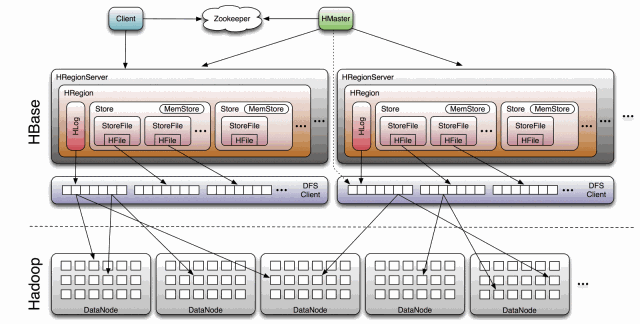 Client
Zookeeper
HMaster
HBase
HRegionServer
HRegion
HLog
Store
MemStore
StoreFile
HFile
StoreFile
HFile
...
Store
MemStore
StoreFile
HFile
...
...
HRegionServer
HRegion
HLog
Store
MemStore
StoreFile
HFile
StoreFile
HFile
...
Store
MemStore
StoreFile
HFile
...
...
...
...
DFS
Client
...
DFS
Client
Hadoop
DataNode
DataNode
DataNode
DataNode
DataNode
...